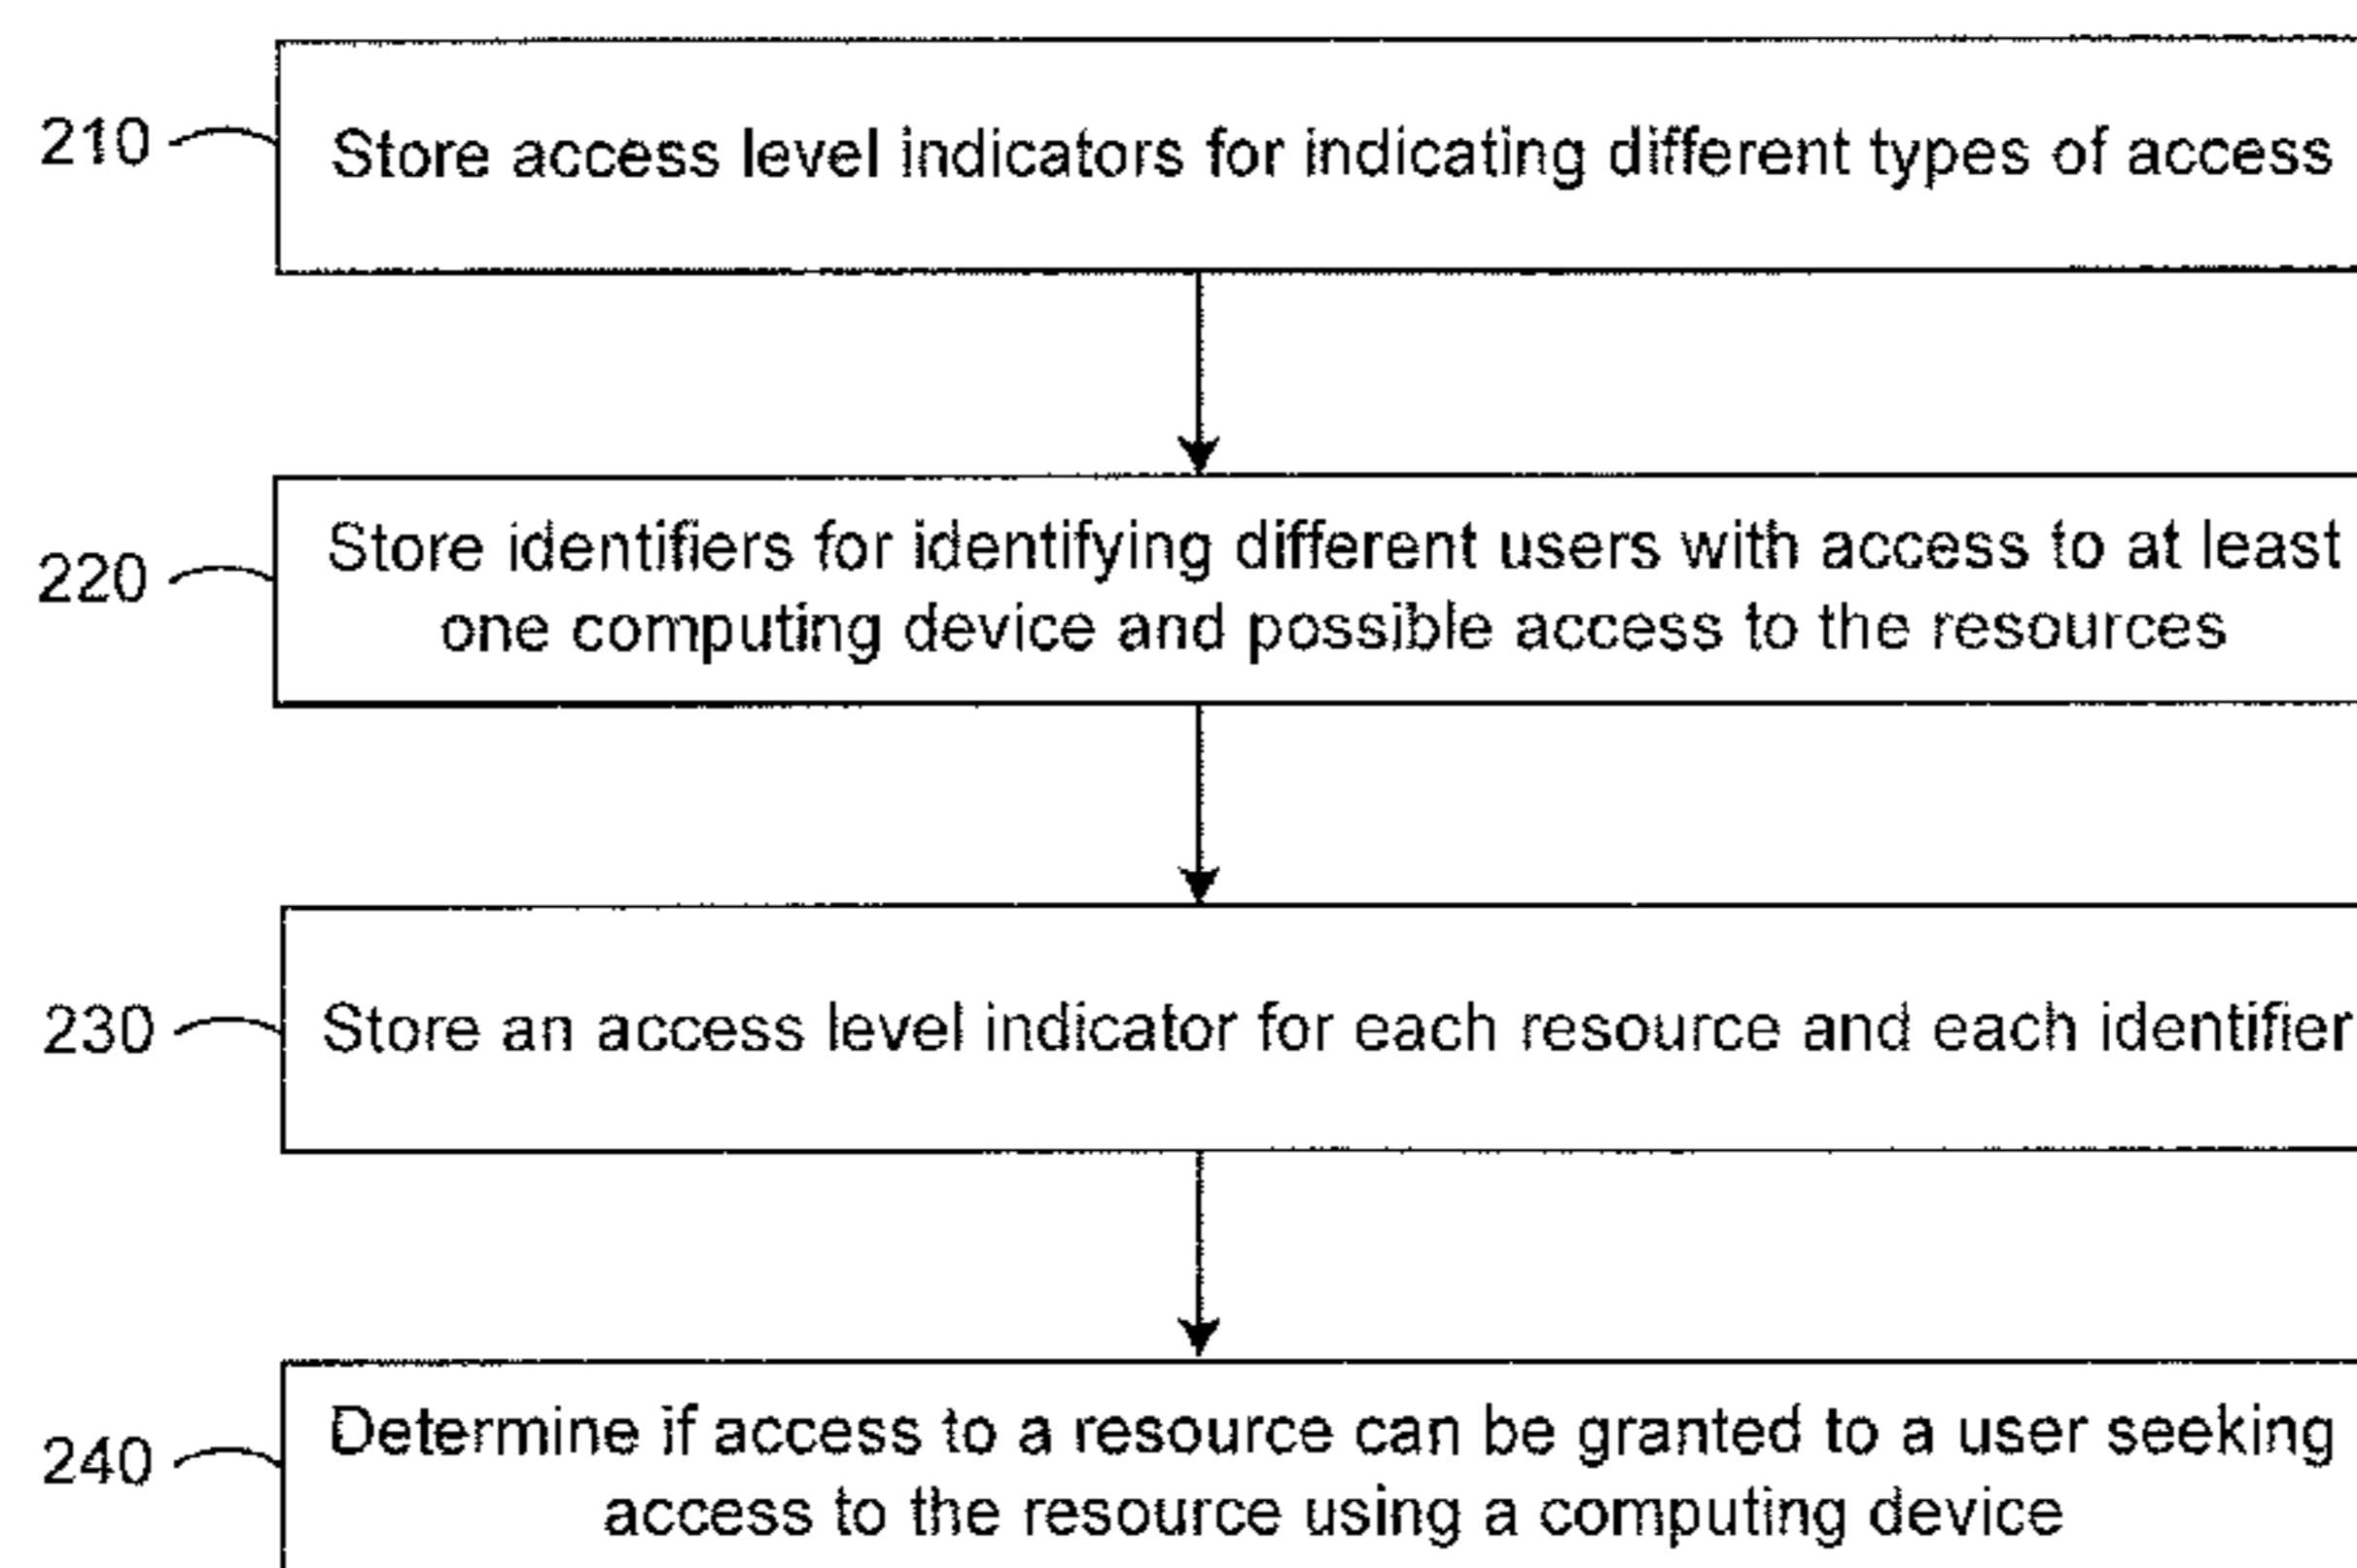 210
Store access level indicators for indicating different types of access
220
Store identifiers for identifying different users with access to at least
one computing device and possible access to the resources
230
Store an access level indicator for each resource and each identifier
240
Determine if access to a resource can be granted to a user seeking
access to the resource using a computing device